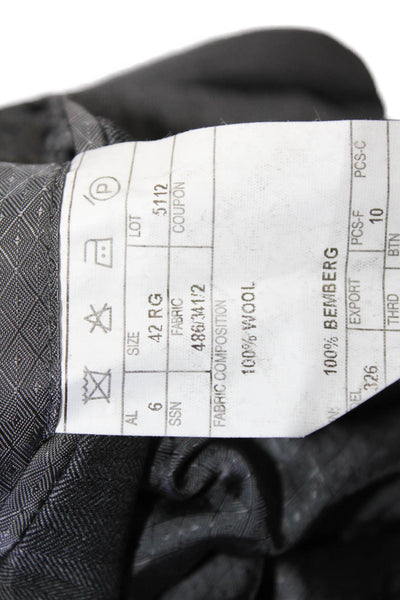 P
AL SIZE LOT
6 42 RG 5112
SSN FABRIC COUPON
486/341/2
FABRIC COMPOSITION
100% WOOL
100% BEMBERG
EL EXPORT PCS-F PCS-C
326 10
THRD BTN